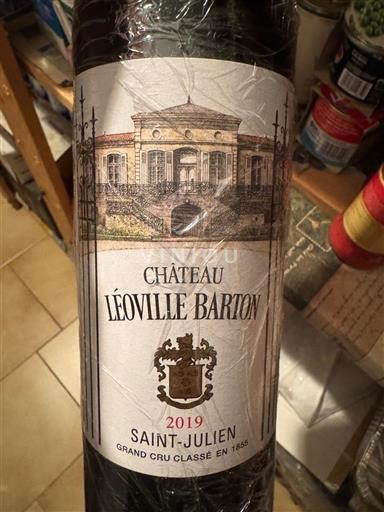 CHÂTEAU
LÉOVILLE BARTON
2019
SAINT-JULIEN
GRAND CRU CLASSÉ EN 1855